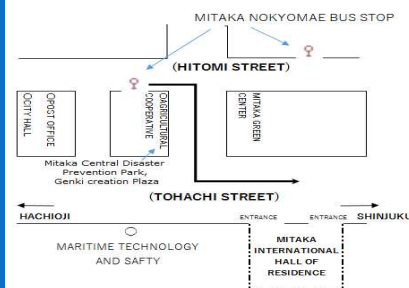 MITAKA NOKYOMAE BUS STOP
(HITOMI STREET)
OCITY HALL
OPOST OFFICE
OAGRICULTURAL
COOPERATIVE
MITAKA GREEN
CENTER
Mitaka Central Disaster
Prevention Park,
Genki creation Plaza
(TOHACHI STREET)
HACHIOJI
ENTRANCE
ENTRANCE
SHINJUKU
MARITIME TECHNOLOGY
AND SAFTY
MITAKA
INTERNATIONAL
HALL OF
RESIDENCE